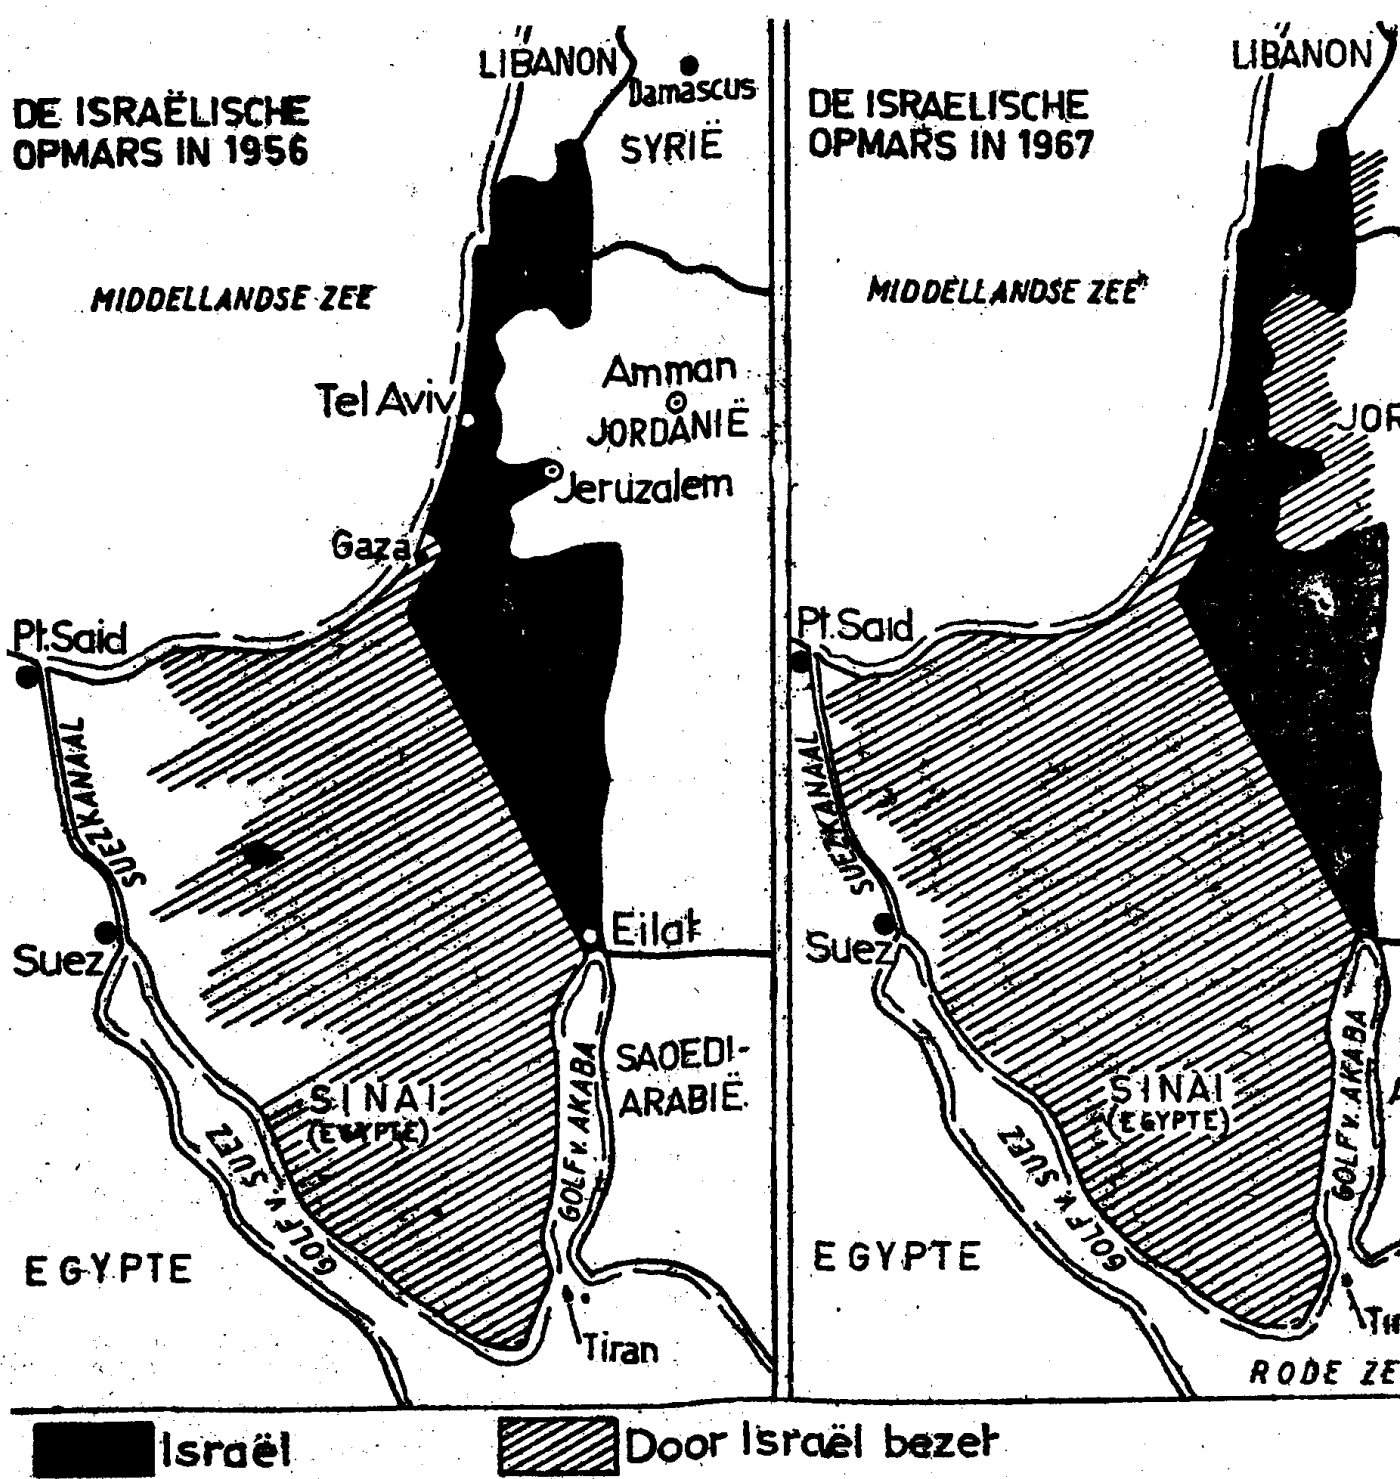 LIBANON
Damascus
DE ISRAËLISCHE
OPMARS IN 1956
SYRIË
MIDDELLANDSE ZEE
Amman
Tel Aviv
JORDANIË
Jeruzalem
Gaza
Pt.Said
SUEZKANAAL
Eilat
Suez
SAOEDI-
ARABIË
SINAI
(EGYPTE)
GOLF v. AKABA
GOLF v. SUEZ
EGYPTE
Tiran
LIBANON
DE ISRAELISCHE
OPMARS IN 1967
MIDDELLANDSE ZEE
JOR
Pt.Said
SUEZKANAAL
Suez
SINAI
(EGYPTE)
GOLF v. AKABA
A
GOLF v. SUEZ
EGYPTE
RODE ZE
Israël
Door Israël bezet